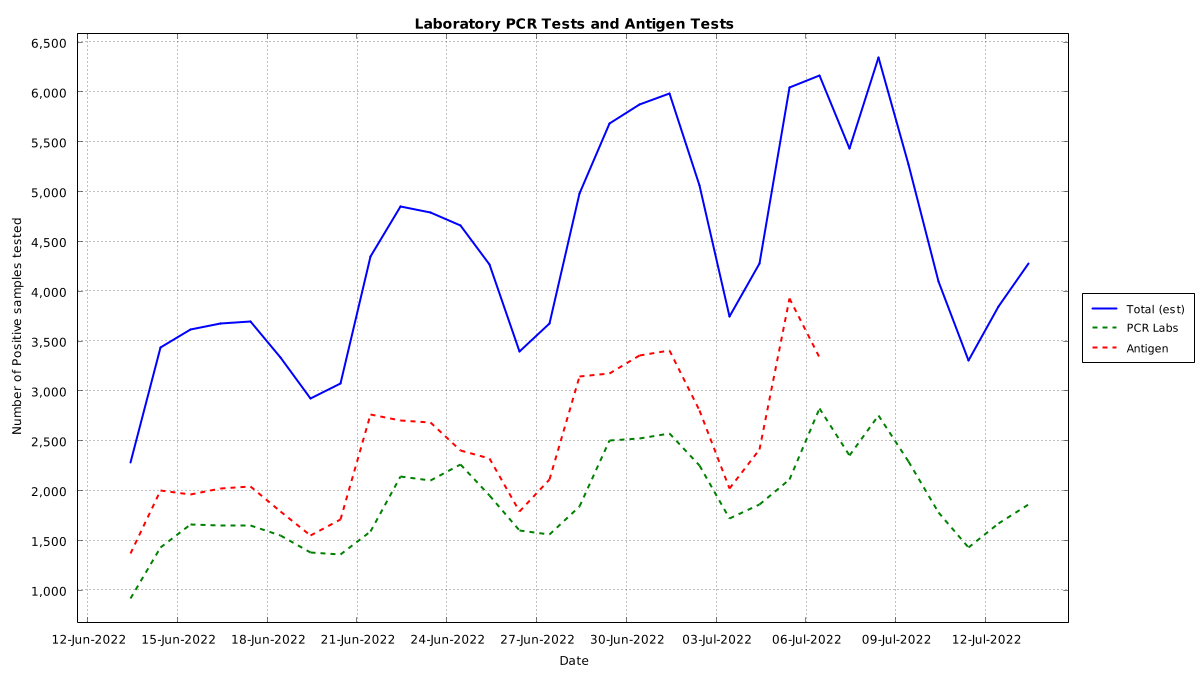 Laboratory PCR Tests and Antigen Tests
6,500
6,000
5,500
5,000
4,500
4,000
3,500
3,000
2,500
2,000
1,500
1,000
Number of Positive samples tested
12-Jun-2022 15-Jun-2022 18-Jun-2022 21-Jun-2022 24-Jun-2022 27-Jun-2022 30-Jun-2022 03-Jul-2022 06-Jul-2022 09-Jul-2022 12-Jul-2022
Date
Total (est)
PCR Labs
Antigen